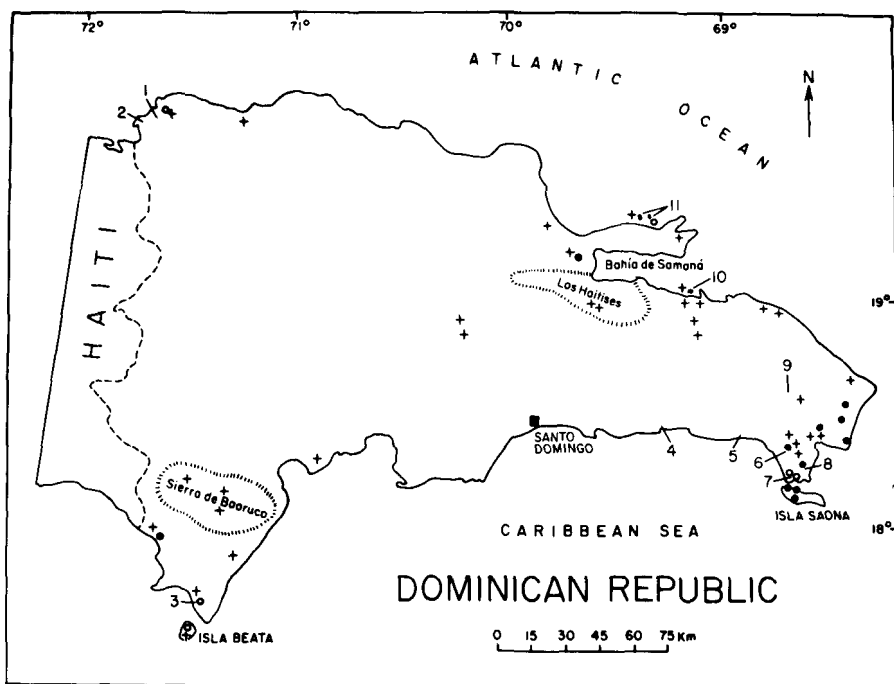 72° 71° 70° 69°
ATLANTIC
OCEAN
N
1
2
11
HAITI
Bahía de Samaná
10
Los Haitises
19°
9
SANTO
DOMINGO
4
5
6
8
7
ISLA SAONA
Sierra de Baoruco
18°
CARIBBEAN SEA
3
DOMINICAN REPUBLIC
ISLA BEATA
0 15 30 45 60 75 Km